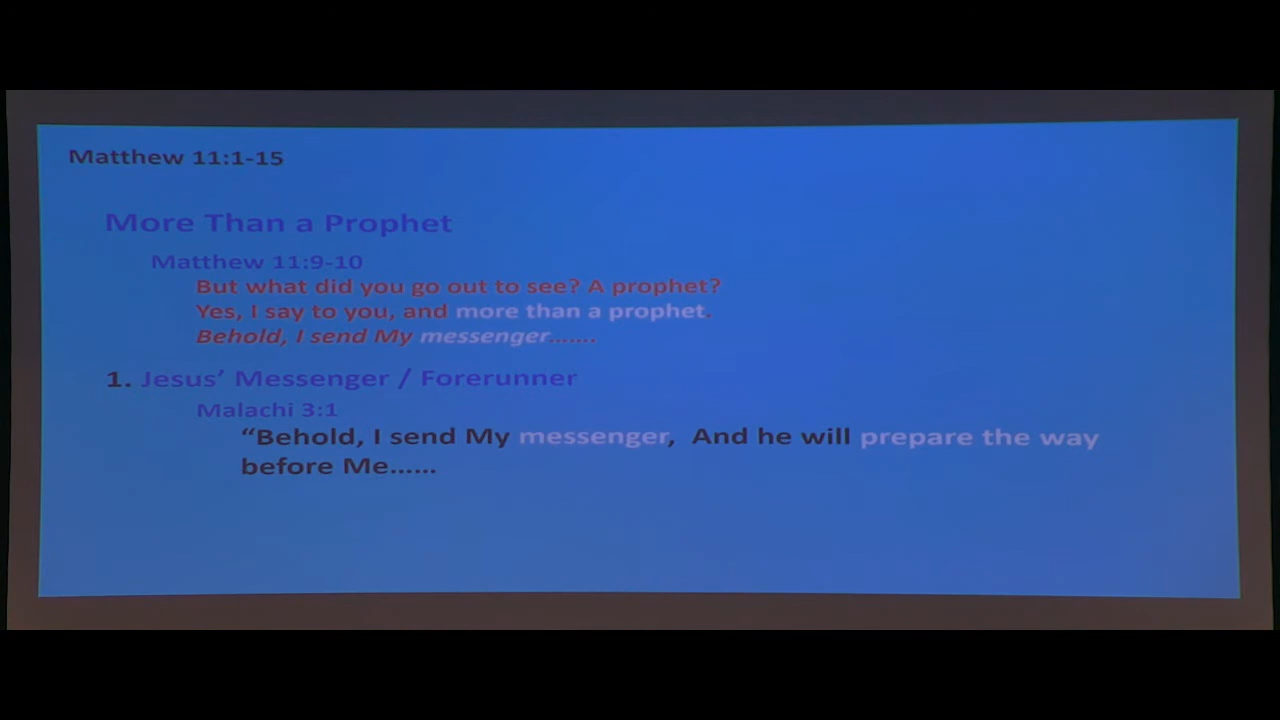 Matthew 11:1-15
More Than a Prophet
Matthew 11:9-10
But what did you go out to see? A prophet?
Yes, I say to you, and more than a prophet.
Behold, I send My messenger.......
1. Jesus’ Messenger / Forerunner
Malachi 3:1
“Behold, I send My messenger, And he will prepare the way
before Me......